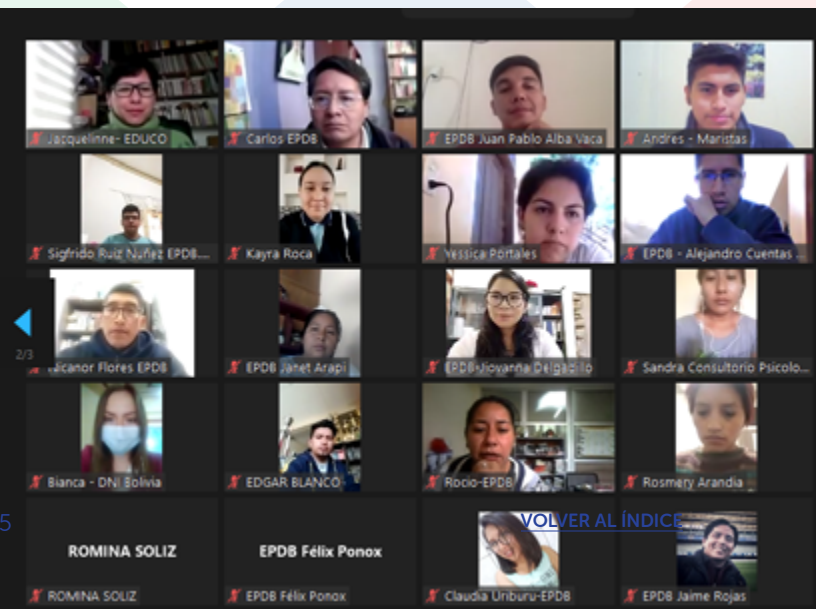 Jacquelinne- EDUCO
Carlos EPDB
EPDB Juan Pablo Alba Vaca
Andres - Maristas
Sigfrido Ruiz Nuñez EPDB....
Kayra Roca
Yessica Portales
EPDB - Alejandro Cuentas ...
2/3
Nicanor Flores EPDB
EPDB Janet Arapi
EPDB-Jiovanna Delgadillo
Sandra Consultorio Psicolo...
Bianca - DNI Bolivia
EDGAR BLANCO
Rocio-EPDB
Rosmery Arandia
5
VOLVER AL ÍNDICE
ROMINA SOLIZ
EPDB Félix Ponox
ROMINA SOLIZ
EPDB Félix Ponox
Claudia Uriburu-EPDB
EPDB Jaime Rojas